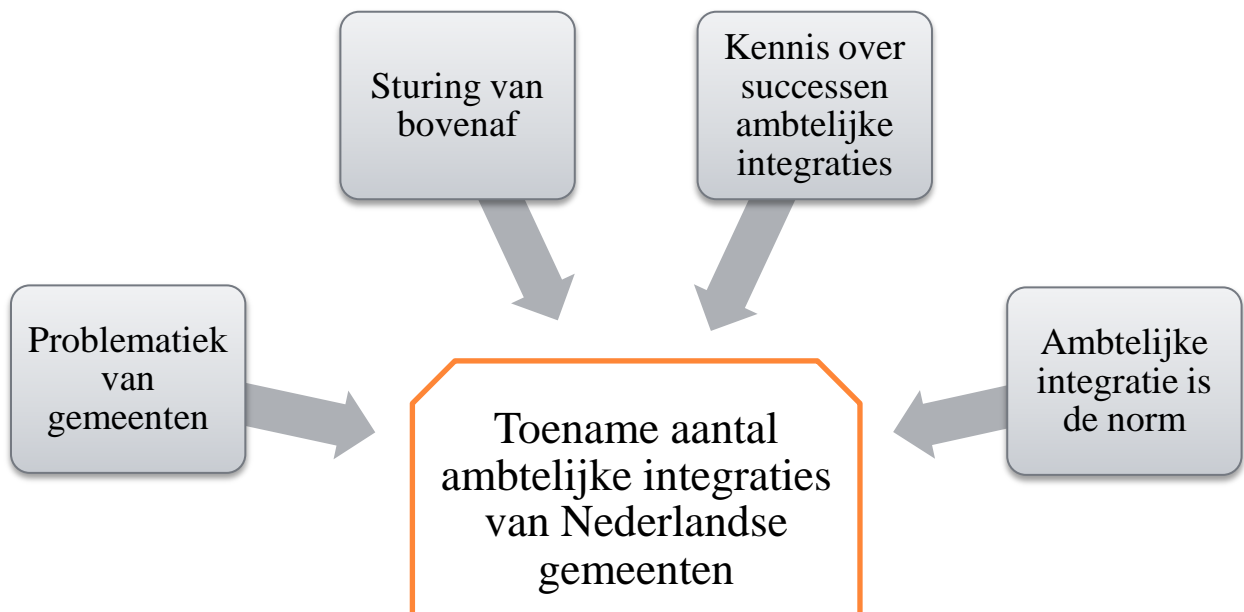 Sturing van
bovenaf
Kennis over
successen
ambtelijke
integraties
Problematiek
van
gemeenten
Ambtelijke
integratie is
de norm
Toename aantal
ambtelijke integraties
van Nederlandse
gemeenten